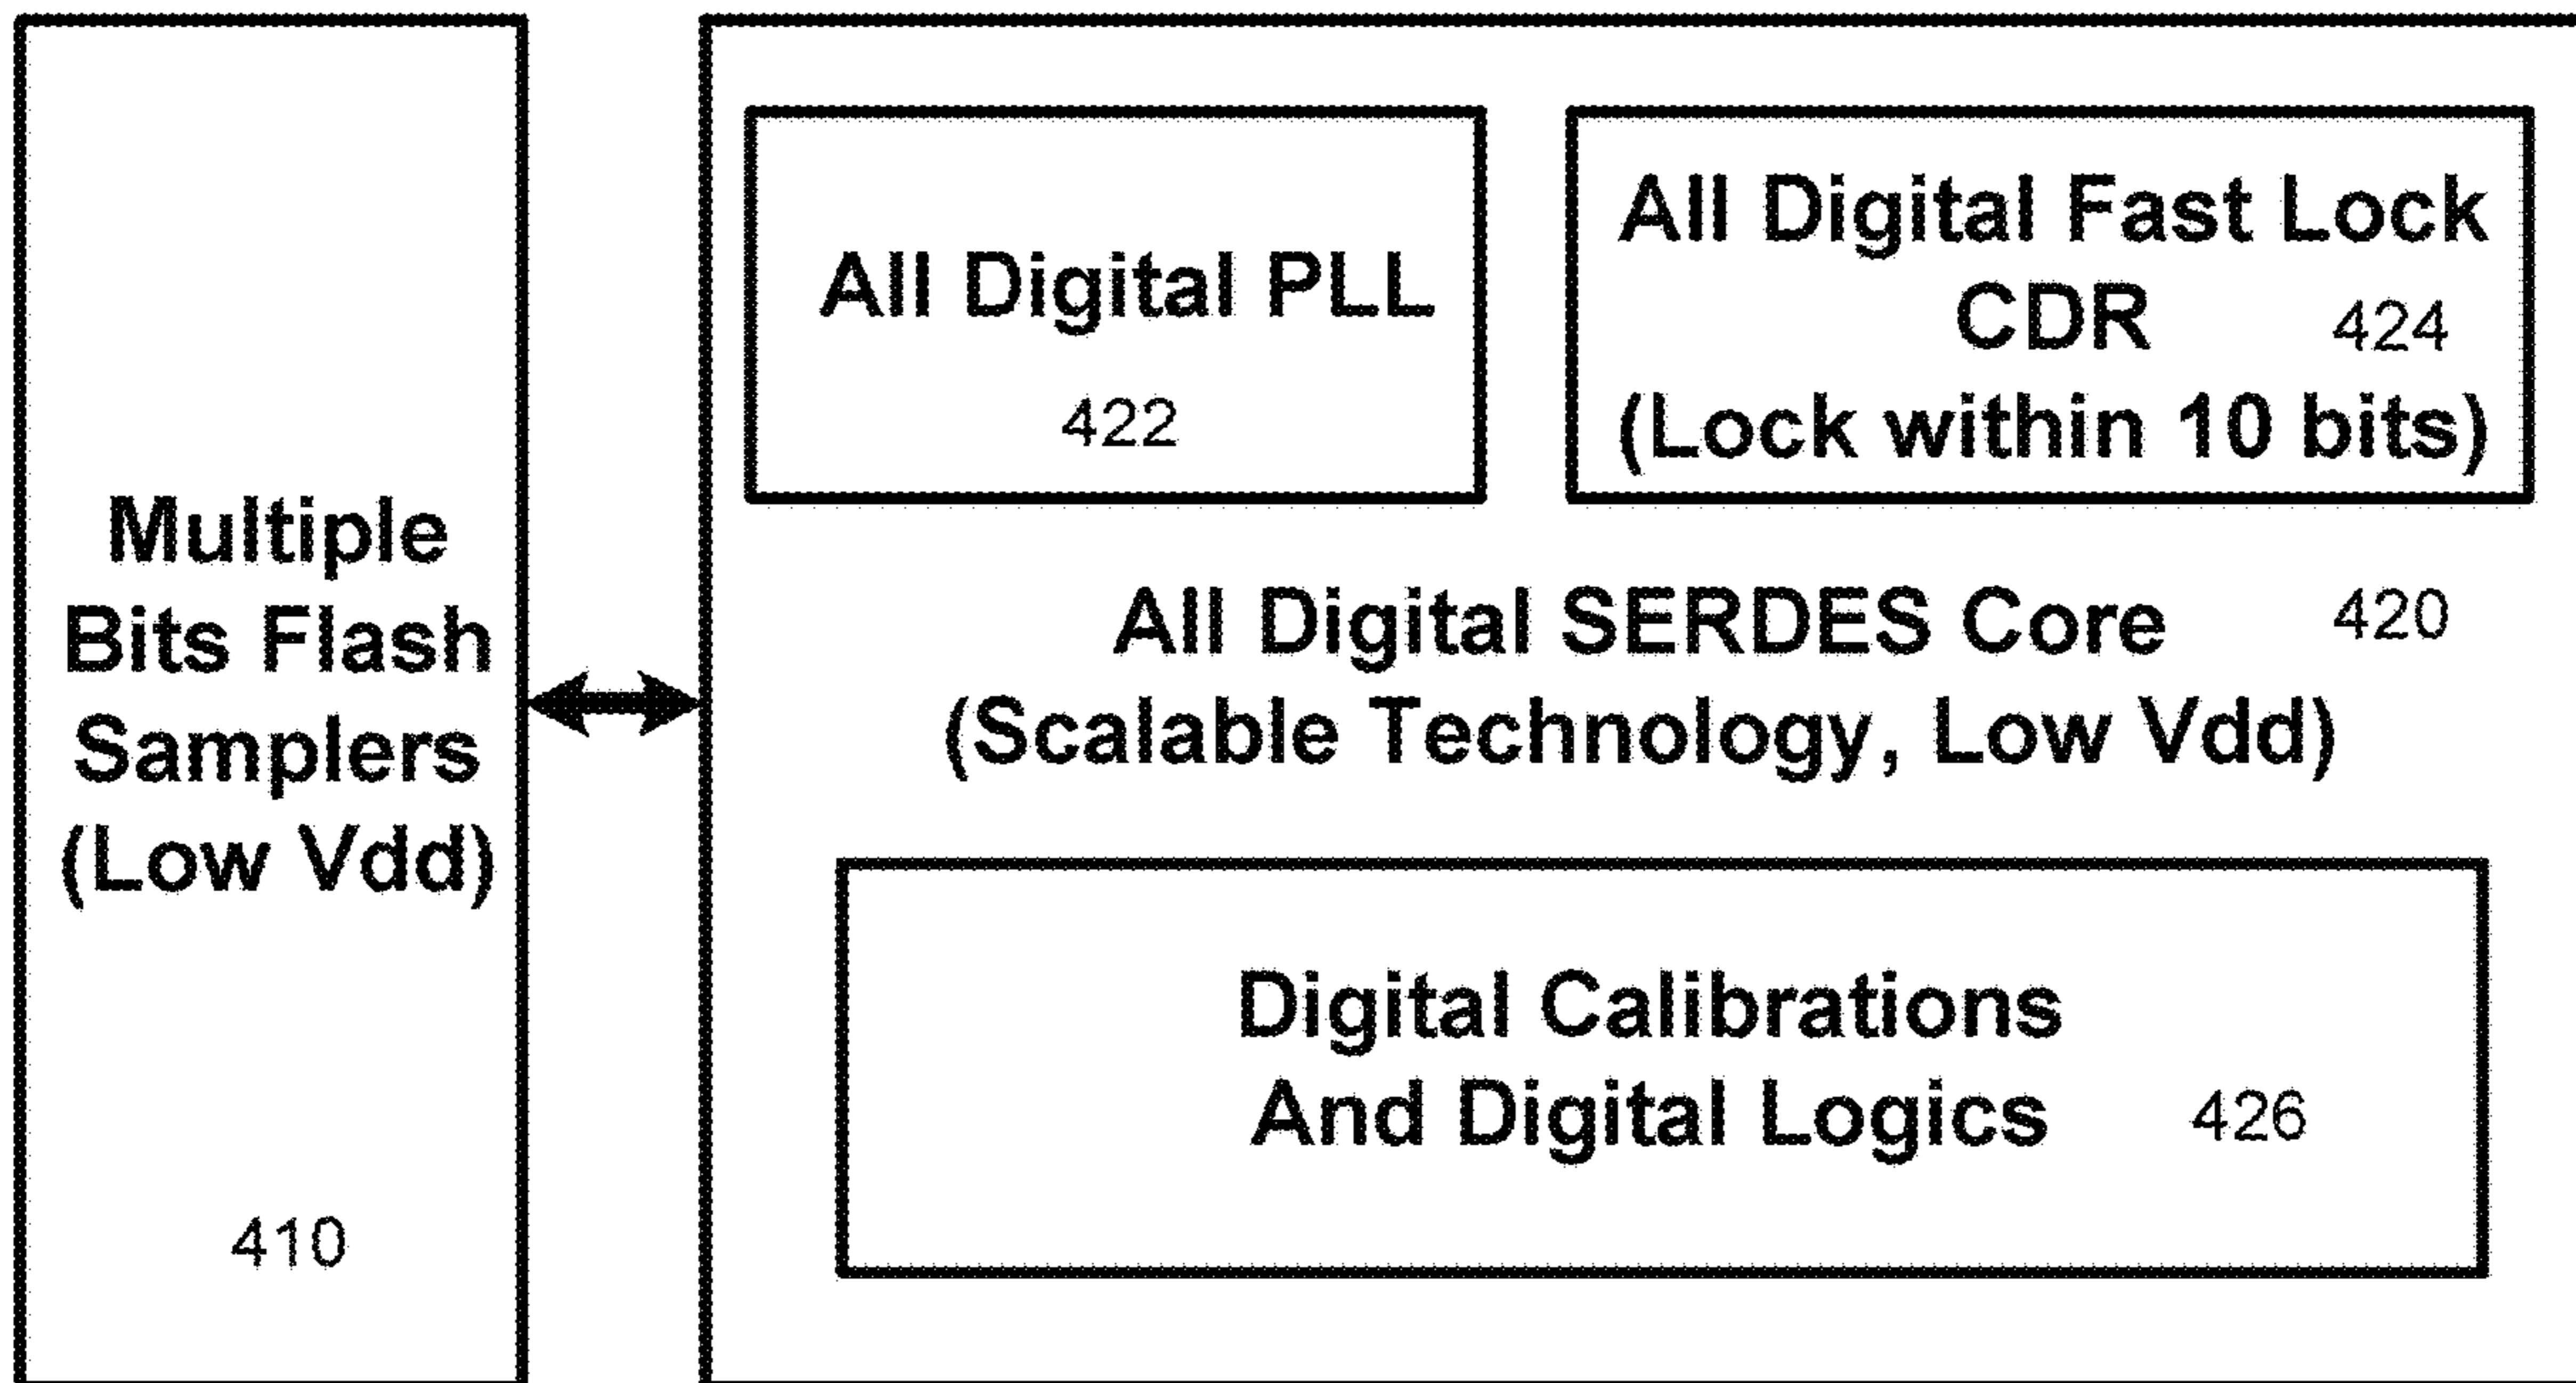 Multiple
Bits Flash
Samplers
(Low Vdd)
410
All Digital PLL
422
All Digital Fast Lock
CDR 424
(Lock within 10 bits)
All Digital SERDES Core 420
(Scalable Technology, Low Vdd)
Digital Calibrations
And Digital Logics 426